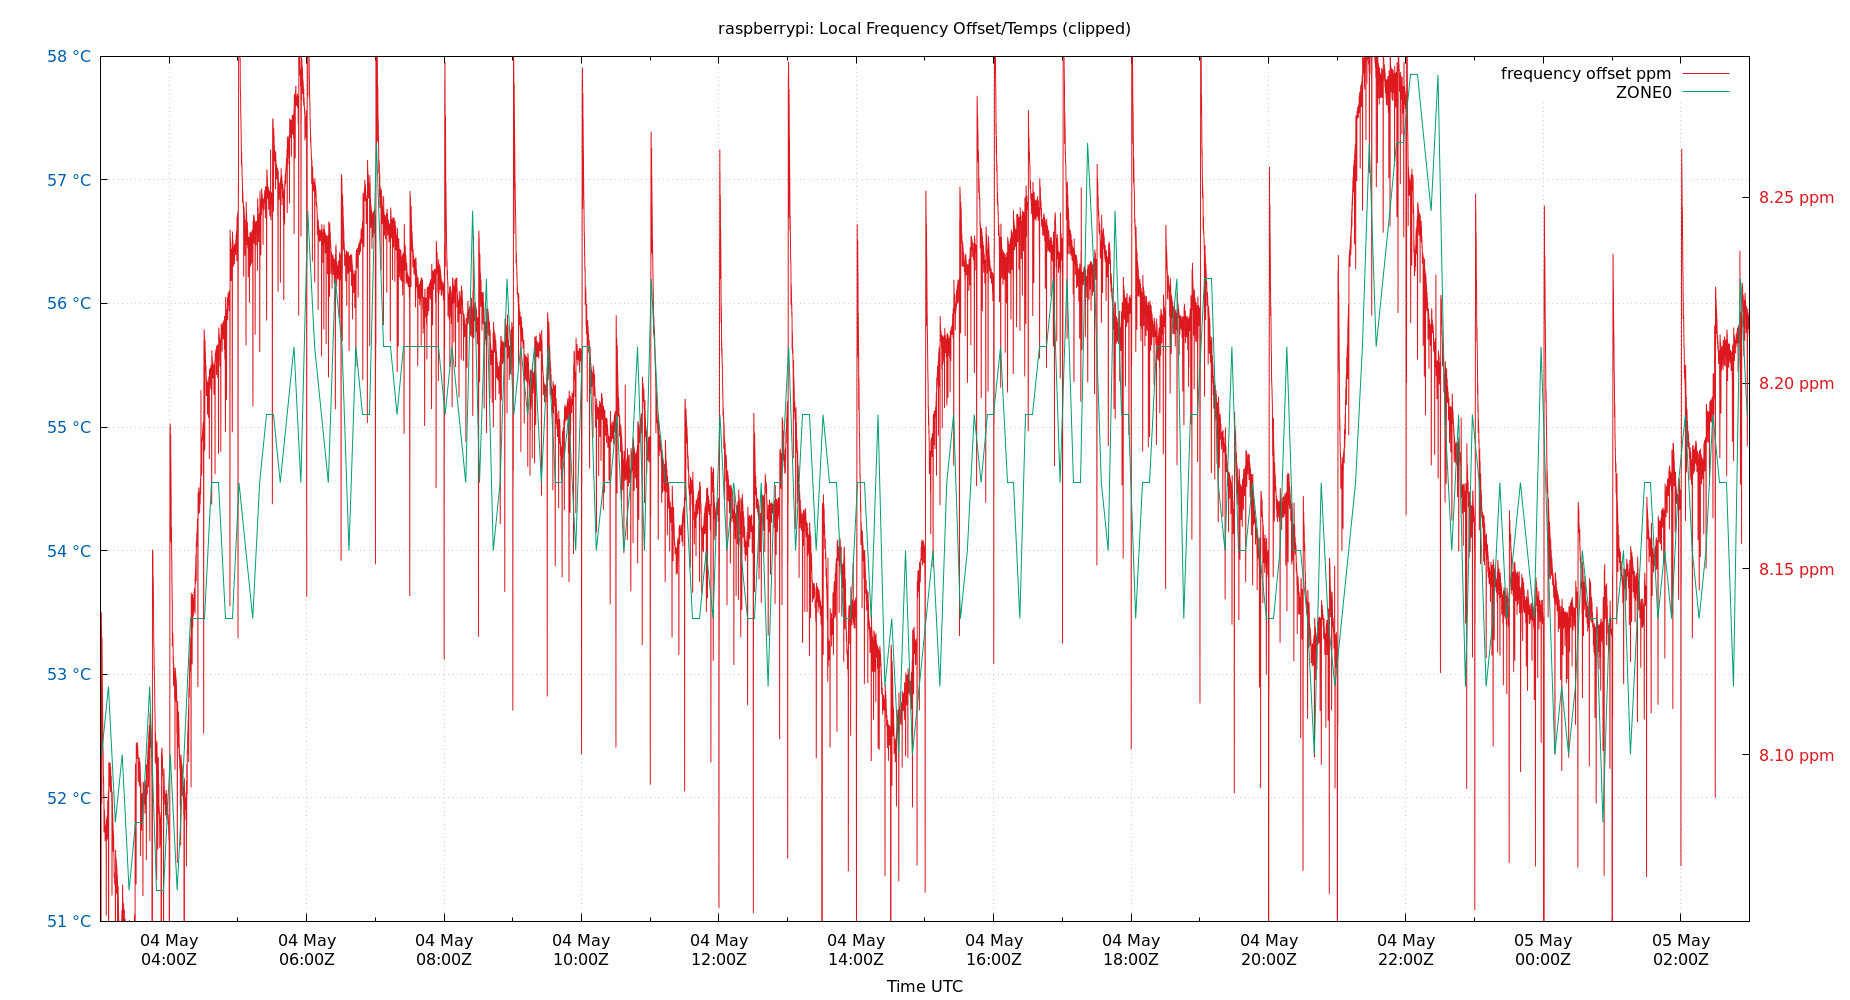 raspberrypi: Local Frequency Offset/Temps (clipped)
58 °C
57 °C
56 °C
55 °C
54 °C
53 °C
52 °C
51 °C
frequency offset ppm
ZONE0
8.25 ppm
8.20 ppm
8.15 ppm
8.10 ppm
04 May 04 May 04 May 04 May 04 May 04 May 04 May 04 May 04 May 04 May 05 May 05 May
04:00Z 06:00Z 08:00Z 10:00Z 12:00Z 14:00Z 16:00Z 18:00Z 20:00Z 22:00Z 00:00Z 02:00Z
Time UTC